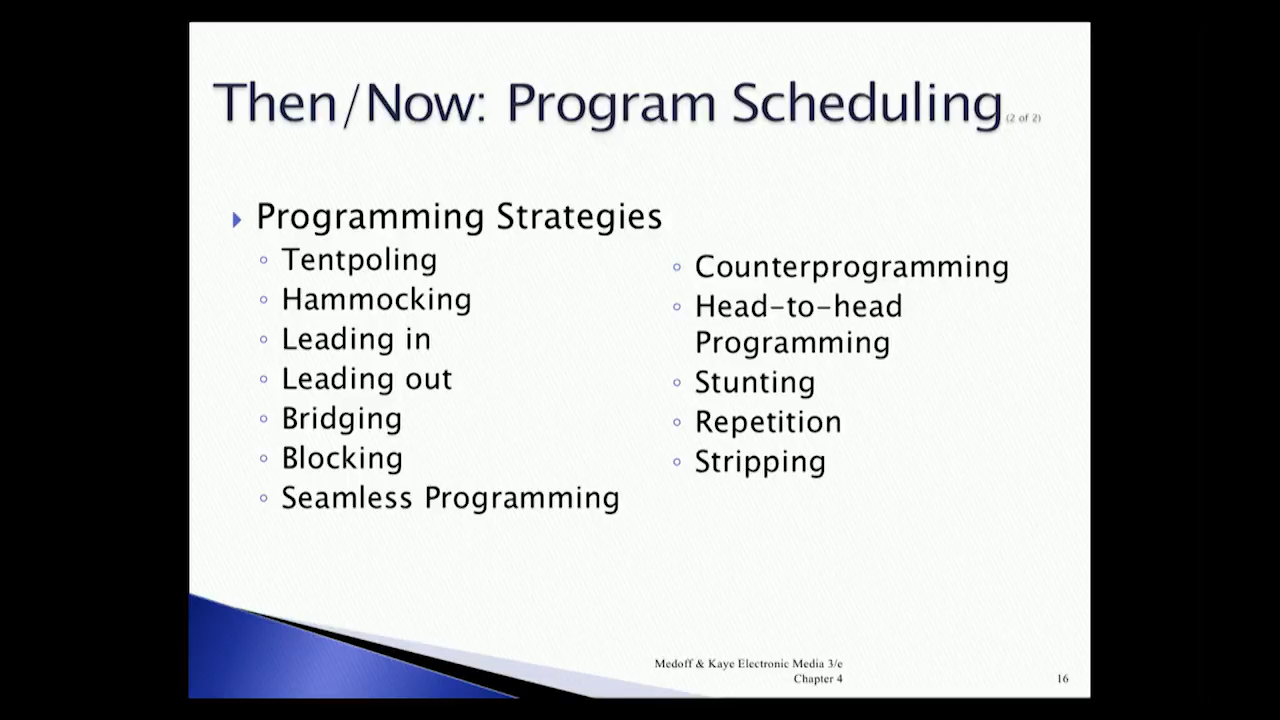 Then/Now: Program Scheduling (2 of 2)
Programming Strategies
Tentpoling
Hammocking
Leading in
Leading out
Bridging
Blocking
Seamless Programming
Counterprogramming
Head-to-head
Programming
Stunting
Repetition
Stripping
Medoff & Kaye Electronic Media 3/e
Chapter 4
16